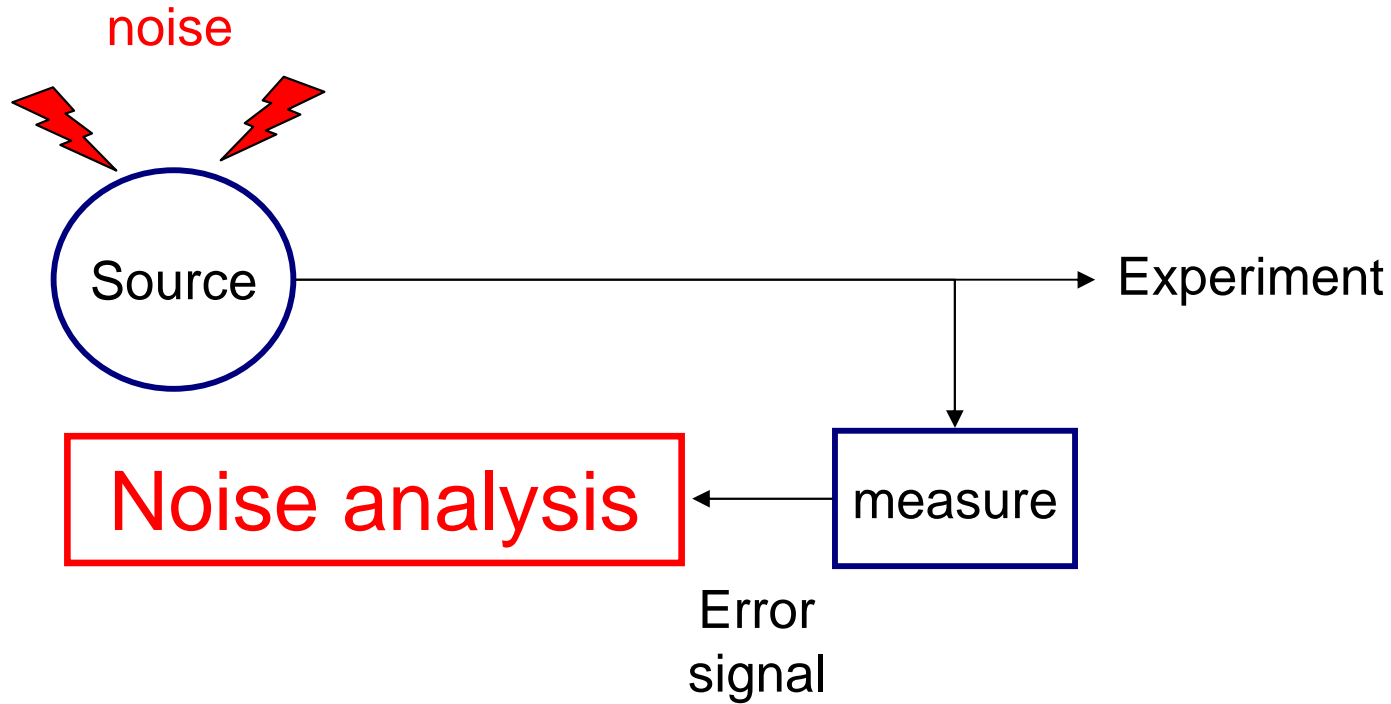 noise
Source
Experiment
Noise analysis
measure
Error
signal